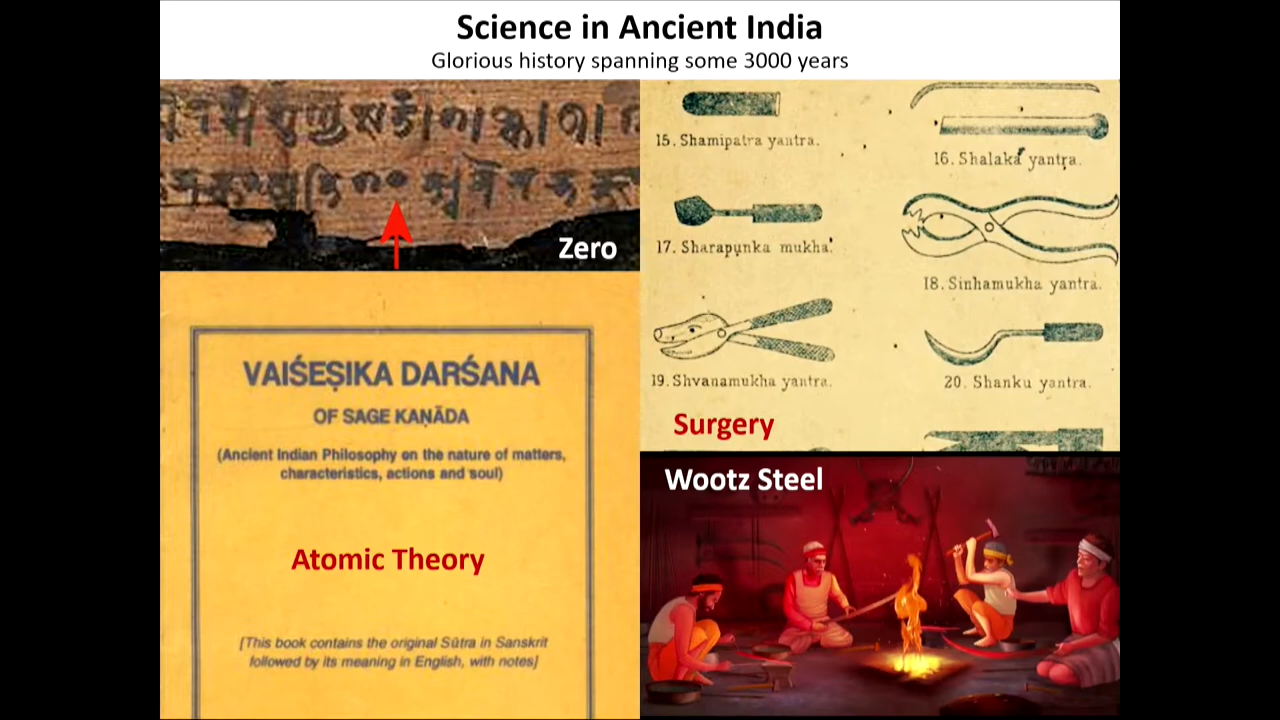 Science in Ancient India
Glorious history spanning some 3000 years
Zero
15. Shamipatra yantra.
16. Shalaka yantra.
17. Sharapunka mukha.
18. Sinhamukha yantra.
19. Shvanamukha yantra.
20. Shanku yantra.
Surgery
VAIŚEṢIKA DARŚANA
OF SAGE KAṆĀDA
(Ancient Indian Philosophy on the nature of matters,
characteristics, actions and soul)
Atomic Theory
[This book contains the original Sūtra in Sanskrit
followed by its meaning in English, with notes]
Wootz Steel